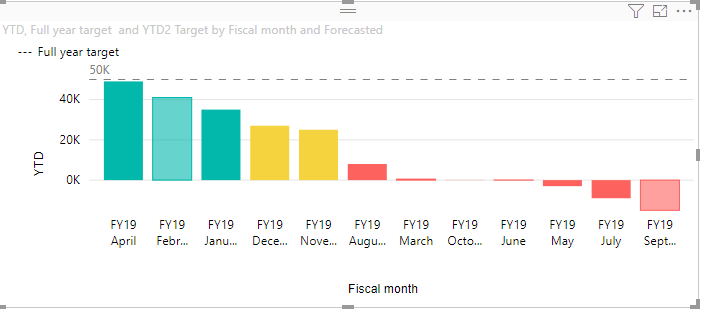 YTD, Full year target and YTD2 Target by Fiscal month and Forecasted
--- Full year target
50K
40K
20K
0K
YTD
FY19 FY19 FY19 FY19 FY19 FY19 FY19 FY19 FY19 FY19 FY19 FY19
April Febr... Janu... Dece... Nove... Augu... March Octo... June May July Sept...
Fiscal month